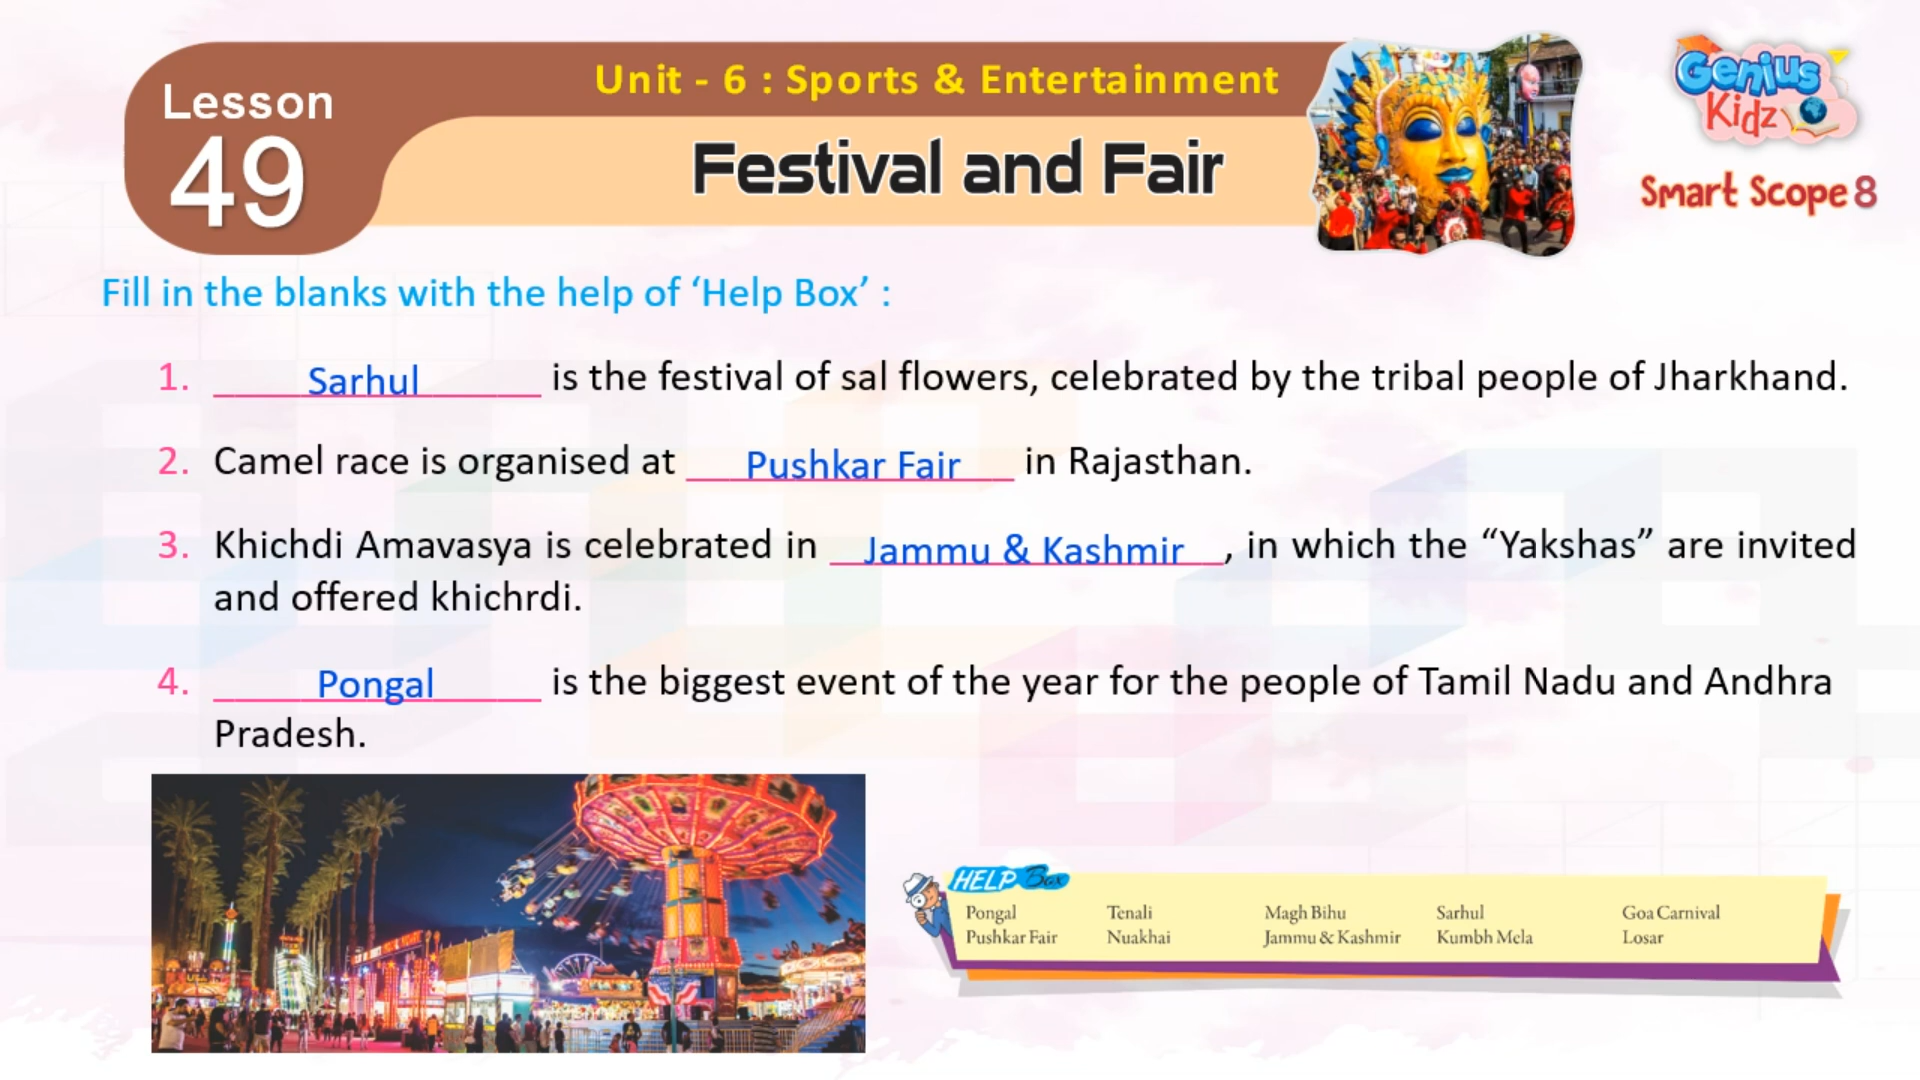 Lesson
49
Unit - 6 : Sports & Entertainment
Festival and Fair
Genius
Kidz
Smart Scope 8
Fill in the blanks with the help of ‘Help Box’ :
1. Sarhul is the festival of sal flowers, celebrated by the tribal people of Jharkhand.
2. Camel race is organised at Pushkar Fair in Rajasthan.
3. Khichdi Amavasya is celebrated in Jammu & Kashmir, in which the “Yakshas” are invited
and offered khichrdi.
4. Pongal is the biggest event of the year for the people of Tamil Nadu and Andhra
Pradesh.
HELP Box
Pongal Tenali Magh Bihu Sarhul Goa Carnival
Pushkar Fair Nuakhai Jammu & Kashmir Kumbh Mela Losar